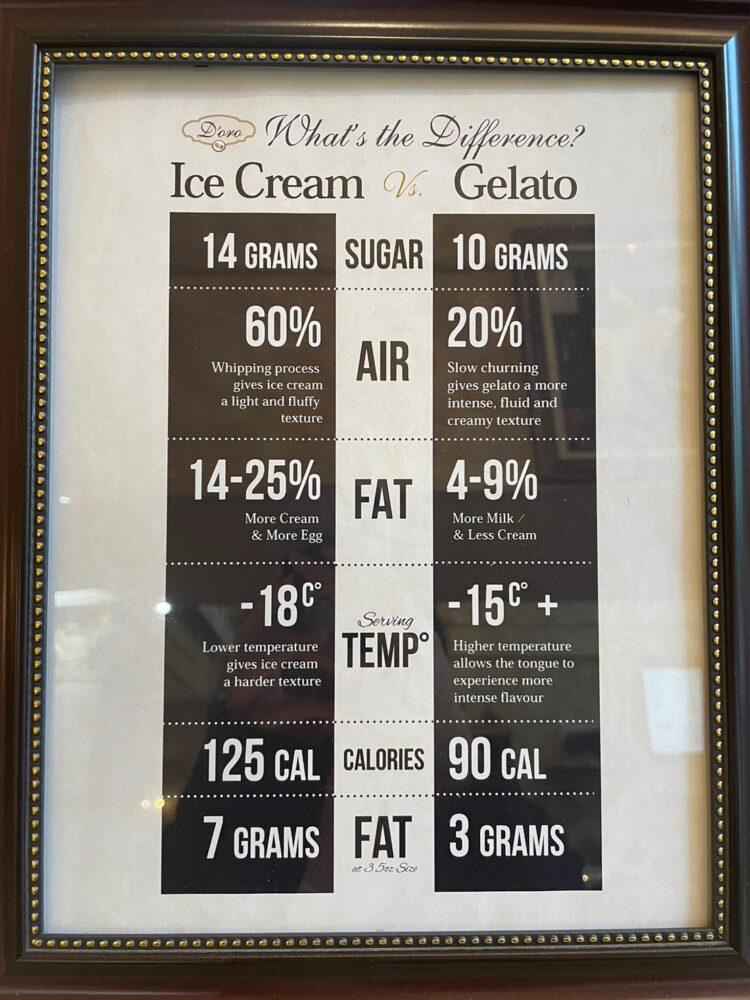 D'oro What's the Difference?
Ice Cream Vs. Gelato
14 GRAMS SUGAR 10 GRAMS
60% AIR 20%
Whipping process
gives ice cream
a light and fluffy
texture
Slow churning
gives gelato a more
intense, fluid and
creamy texture
14-25% FAT 4-9%
More Cream
& More Egg
More Milk
& Less Cream
-18C° Serving TEMP° -15C° +
Lower temperature
gives ice cream
a harder texture
Higher temperature
allows the tongue to
experience more
intense flavour
125 CAL CALORIES 90 CAL
7 GRAMS FAT 3 GRAMS
at 3.5oz Size